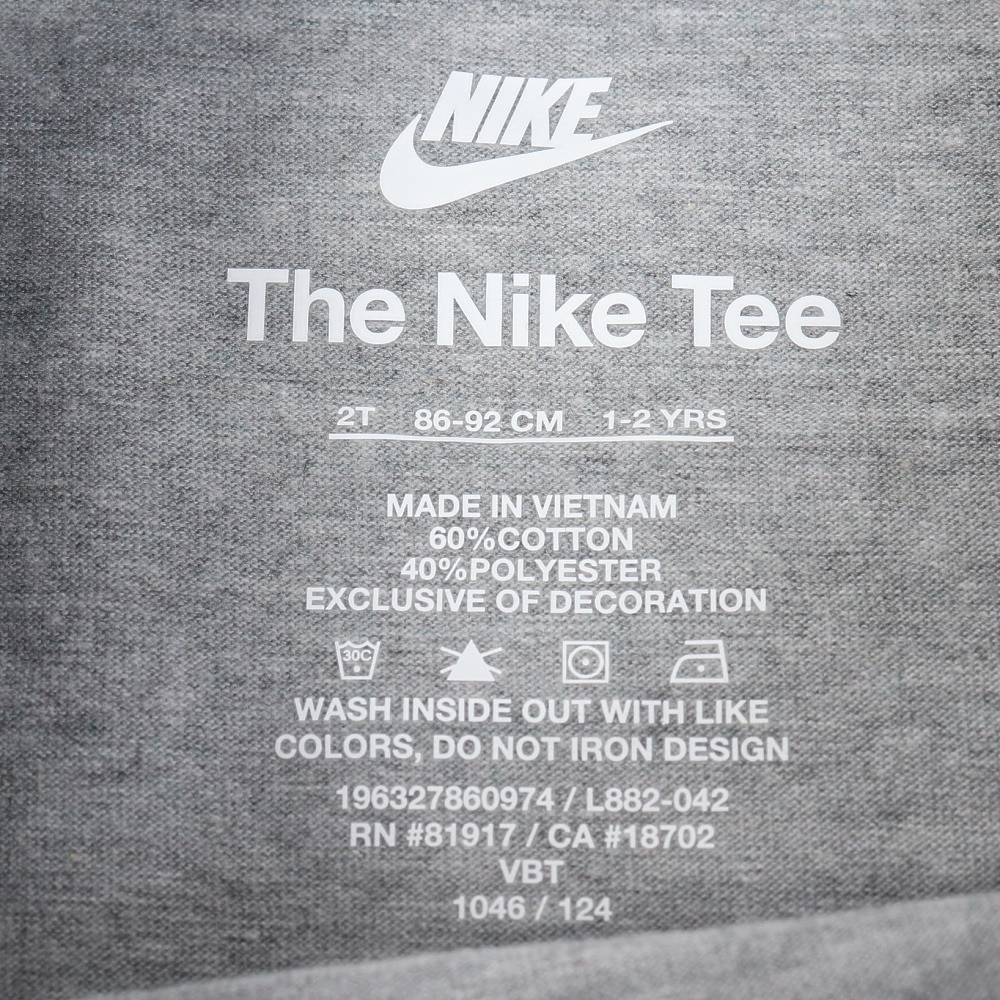 NIKE
The Nike Tee
2T 86-92 CM 1-2 YRS
MADE IN VIETNAM
60%COTTON
40%POLYESTER
EXCLUSIVE OF DECORATION
30C
WASH INSIDE OUT WITH LIKE
COLORS, DO NOT IRON DESIGN
196327860974 / L882-042
RN #81917 / CA #18702
VBT
1046 / 124